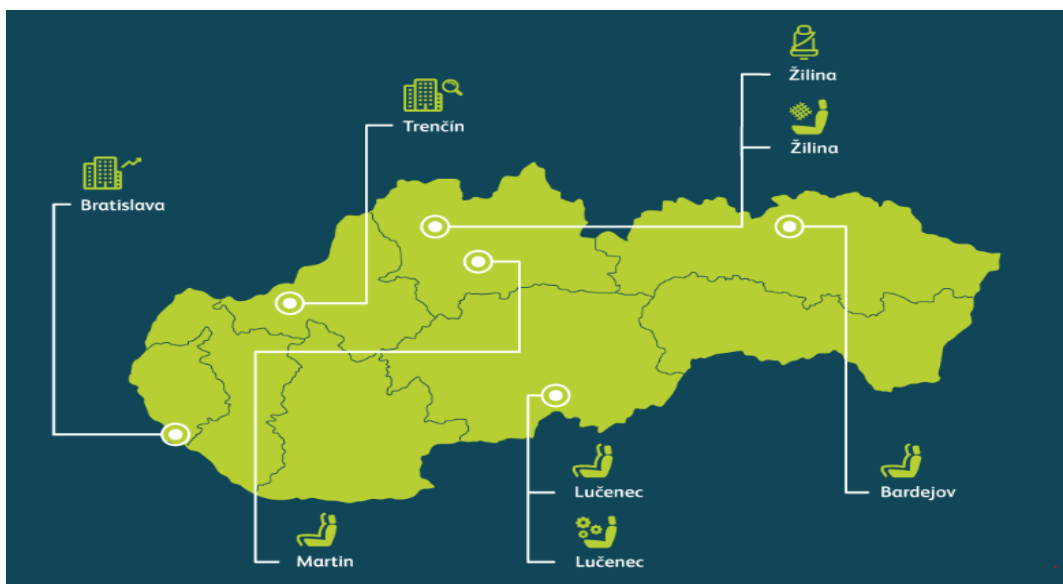 Žilina
Trenčín
Žilina
Bratislava
Lučenec
Bardejov
Martin
Lučenec